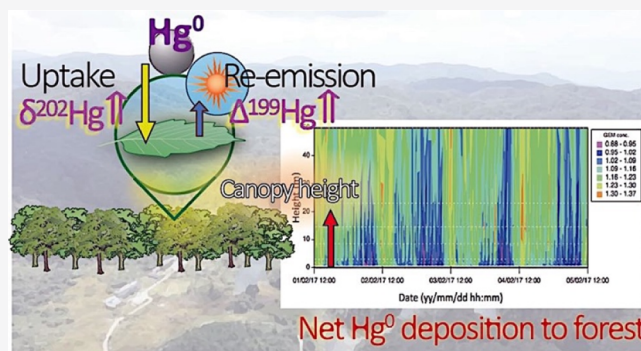 Hg⁰
Uptake Re-emission
δ²⁰²Hg⇑ Δ¹⁹⁹Hg⇑
Canopy height
Height (m)
40
30
20
10
0
01/02/17 12:00 02/02/17 12:00 03/02/17 12:00 04/02/17 12:00 05/02/17 12:00
Date (yy/mm/dd hh:mm)
GEM conc.
0.88 - 0.95
0.95 - 1.02
1.02 - 1.09
1.09 - 1.16
1.16 - 1.23
1.23 - 1.30
1.30 - 1.37
Net Hg⁰ deposition to forest